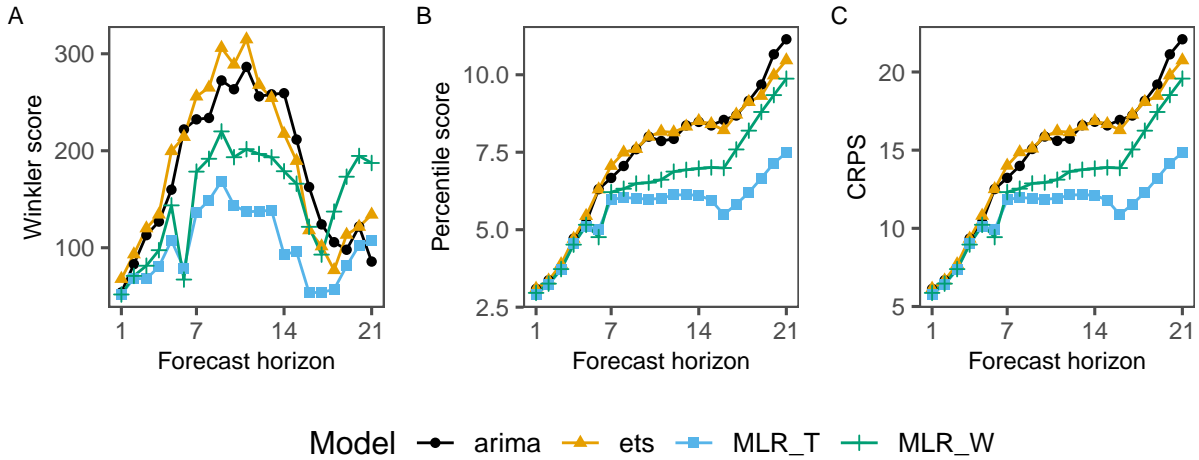 A
B
C
Winkler score
300
200
100
1
7
14
21
Forecast horizon
Percentile score
10.0
7.5
5.0
2.5
1
7
14
21
Forecast horizon
CRPS
20
15
10
5
1
7
14
21
Forecast horizon
Model arima ets MLR_T MLR_W